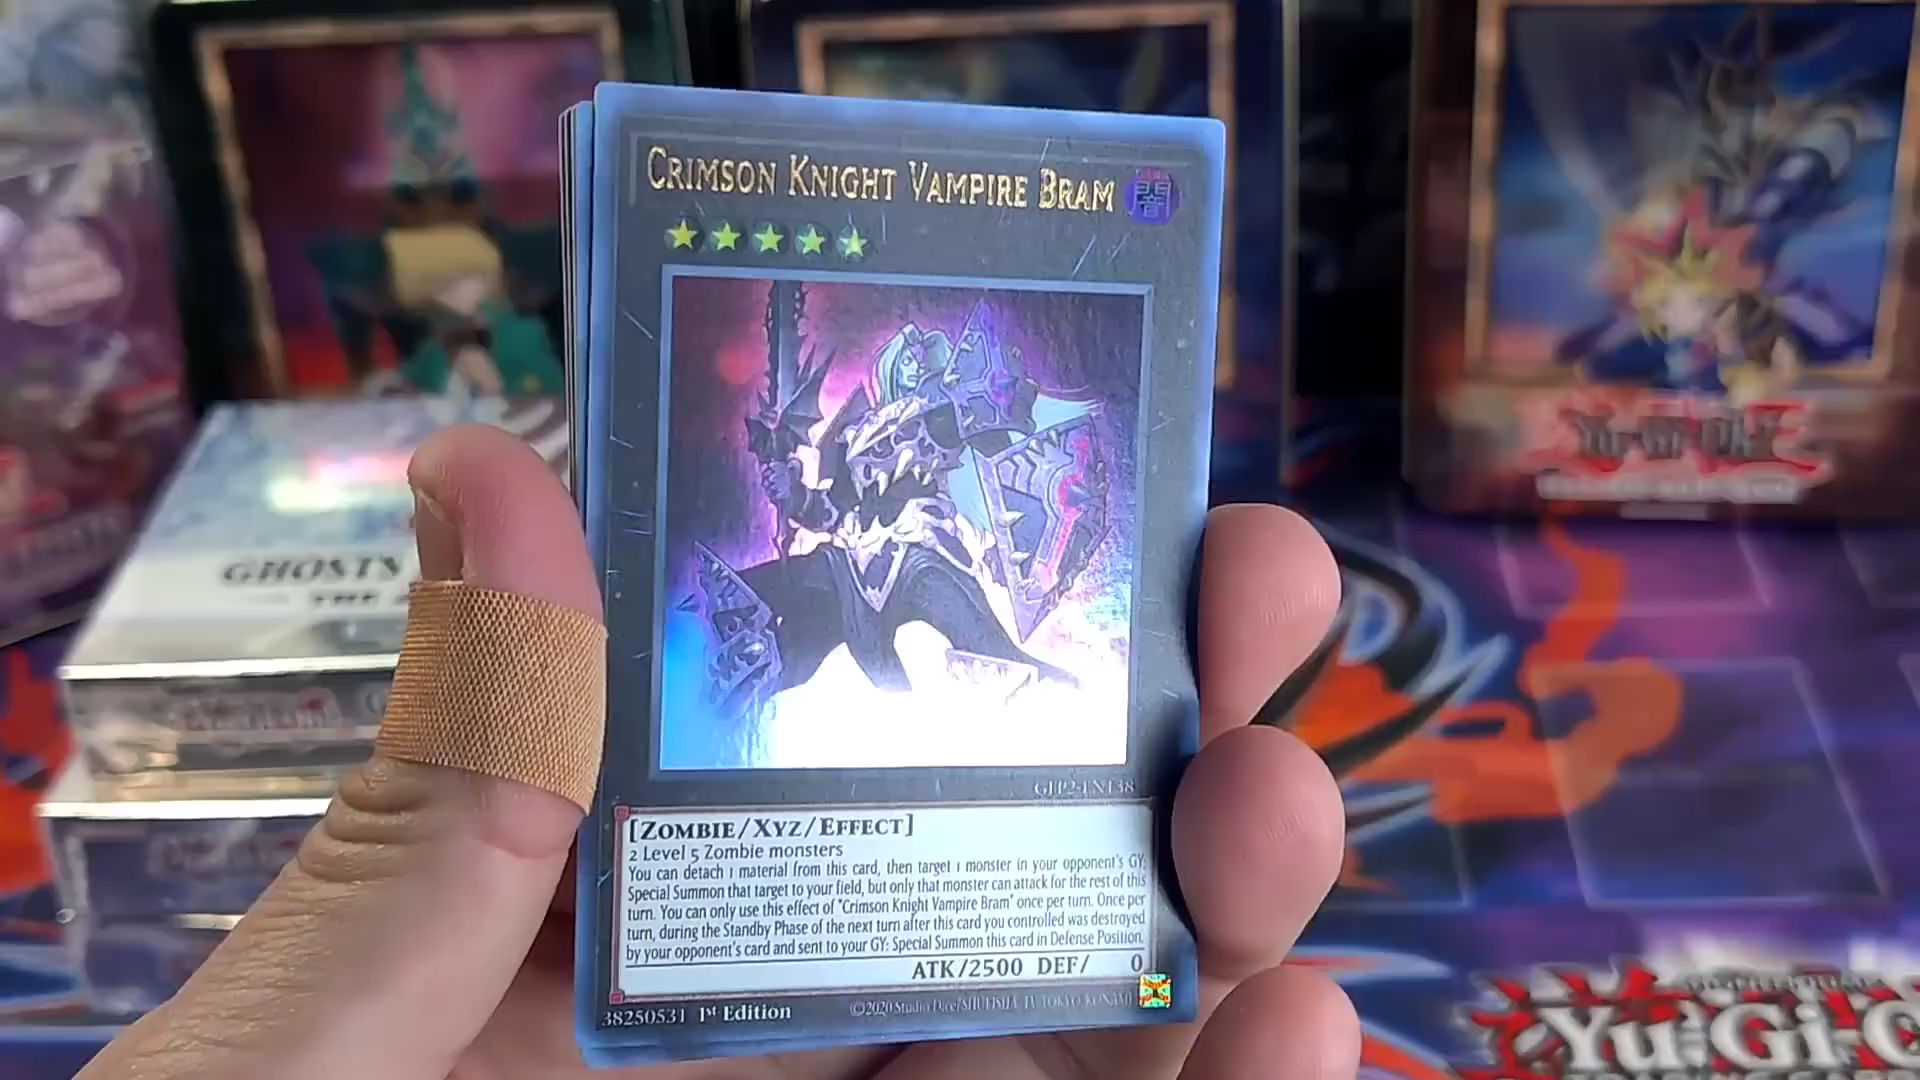 CRIMSON KNIGHT VAMPIRE BRAM
闇
GFP2-EN138
[ZOMBIE/XYZ/EFFECT]
2 Level 5 Zombie monsters
You can detach 1 material from this card, then target 1 monster in your opponent's GY;
Special Summon that target to your field, but only that monster can attack for the rest of this
turn. You can only use this effect of "Crimson Knight Vampire Bram" once per turn. Once per
turn, during the Standby Phase of the next turn after this card you controlled was destroyed
by your opponent's card and sent to your GY: Special Summon this card in Defense Position.
ATK/2500 DEF/ 0
38250531 1st Edition
©2020 Studio Dice/SHUEISHA, TV TOKYO, KONAMI
GHOSTS
THE
YU-GI-OH!
Yu-Gi-O